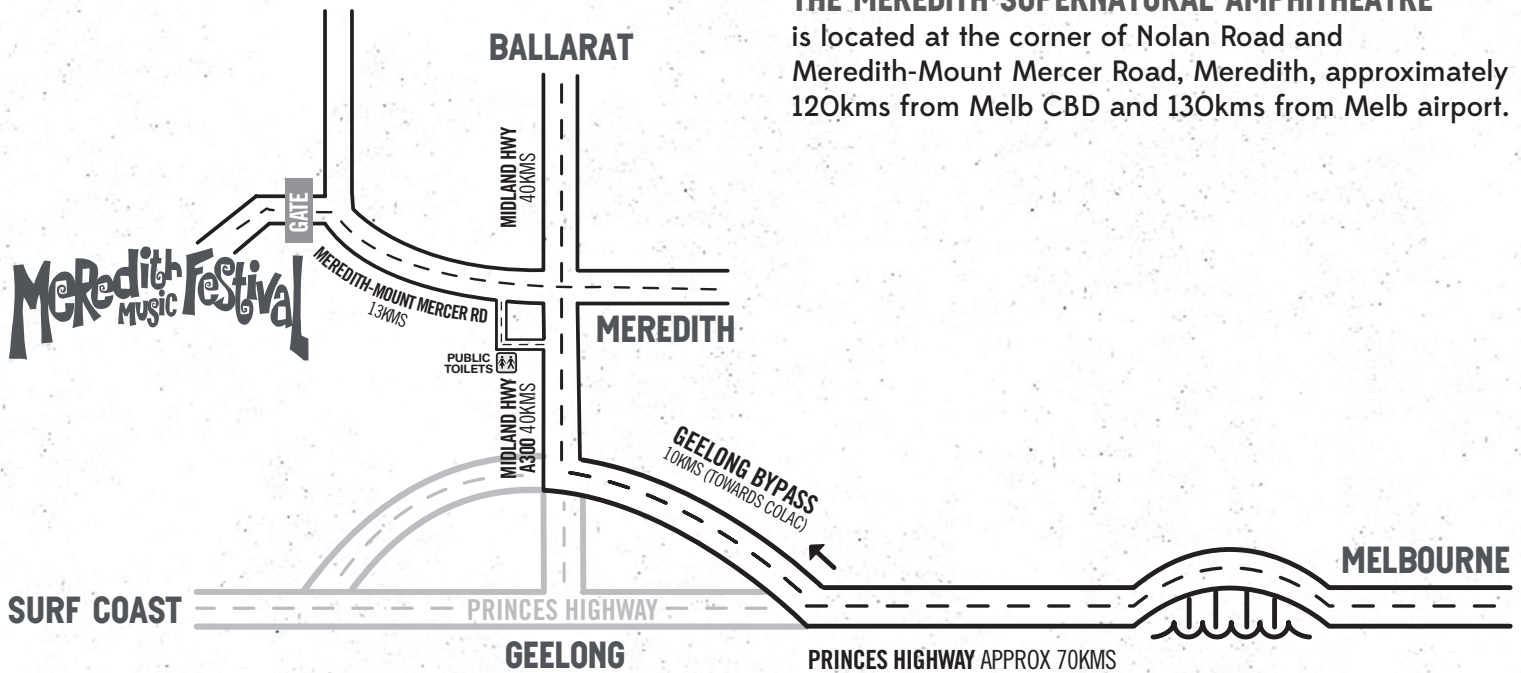 THE MEREDITH SUPERNATURAL AMPHITHEATRE
is located at the corner of Nolan Road and
Meredith-Mount Mercer Road, Meredith, approximately
120kms from Melb CBD and 130kms from Melb airport.
BALLARAT
MIDLAND HWY
40KMS
GATE
MeRedith
MUSic
FeStival
MEREDITH-MOUNT MERCER RD
13KMS
MEREDITH
PUBLIC
TOILETS
MIDLAND HWY
A300 40KMS
GEELONG BYPASS
10KMS (TOWARDS COLAC)
MELBOURNE
SURF COAST
PRINCES HIGHWAY
GEELONG
PRINCES HIGHWAY APPROX 70KMS